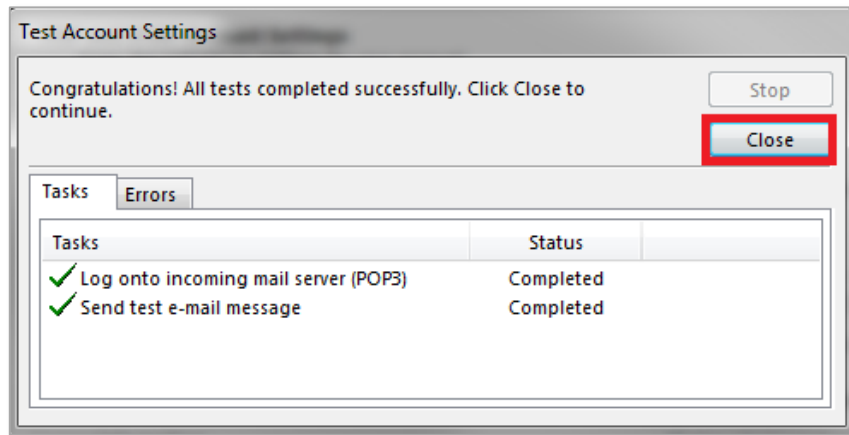 Test Account Settings
Congratulations! All tests completed successfully. Click Close to
continue.
Stop
Close
Tasks Errors
Tasks Status
Log onto incoming mail server (POP3) Completed
Send test e-mail message Completed